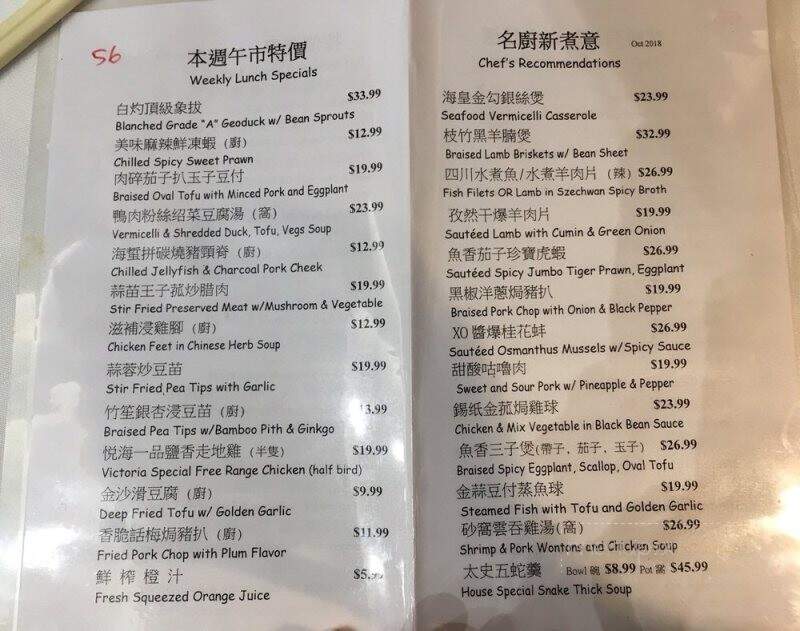 56
本週午市特價
Weekly Lunch Specials
白灼頂級象拔 $33.99
Blanched Grade "A" Geoduck w/ Bean Sprouts
美味麻辣鮮凍蝦 (廚) $12.99
Chilled Spicy Sweet Prawn
肉碎茄子扒玉子豆付 $19.99
Braised Oval Tofu with Minced Pork and Eggplant
鴨肉粉絲绍菜豆腐湯 (窩) $23.99
Vermicelli & Shredded Duck, Tofu, Vegs Soup
海蜇拼碳燒豬頸脊 (廚) $12.99
Chilled Jellyfish & Charcoal Pork Cheek
蒜苗王子菰炒腊肉 $19.99
Stir Fried Preserved Meat w/Mushroom & Vegetable
滋補浸雞腳 (廚) $12.99
Chicken Feet in Chinese Herb Soup
蒜蓉炒豆苗 $19.99
Stir Fried Pea Tips with Garlic
竹笙銀杏浸豆苗 (廚) 13.99
Braised Pea Tips w/Bamboo Pith & Ginkgo
悦海一品鹽香走地雞 (半隻) $19.99
Victoria Special Free Range Chicken (half bird)
金沙滑豆腐 (廚) $9.99
Deep Fried Tofu w/ Golden Garlic
香脆話梅焗豬扒 (廚) $11.99
Fried Pork Chop with Plum Flavor
鮮榨橙汁
Fresh Squeezed Orange Juice
名廚新煮意 Oct 2018
Chef's Recommendations
海皇金勾銀絲煲 $23.99
Seafood Vermicelli Casserole
枝竹黑羊腩煲 $32.99
Braised Lamb Briskets w/ Bean Sheet
四川水煮魚/水煮羊肉片 (辣) $26.99
Fish Filets OR Lamb in Szechwan Spicy Broth
孜然干爆羊肉片 $19.99
Sautéed Lamb with Cumin & Green Onion
魚香茄子珍寶虎蝦 $26.99
Sautéed Spicy Jumbo Tiger Prawn, Eggplant
黑椒洋蔥焗豬扒 $19.99
Braised Pork Chop with Onion & Black Pepper
XO 醬爆桂花蚌 $26.99
Sautéed Osmanthus Mussels w/Spicy Sauce
甜酸咕嚕肉 $19.99
Sweet and Sour Pork w/ Pineapple & Pepper
錫纸金菰焗雞球 $23.99
Chicken & Mix Vegetable in Black Bean Sauce
魚香三子煲(帶子，茄子，玉子) $26.99
Braised Spicy Eggplant, Scallop, Oval Tofu
金蒜豆付蒸魚球 $19.99
Steamed Fish with Tofu and Golden Garlic
砂窩雲吞雞湯(窩) $26.99
Shrimp & Pork Wontons and Chicken Soup
太史五蛇羹 Bowl 碗 $8.99 Pot 窩 $45.99
House Special Snake Thick Soup